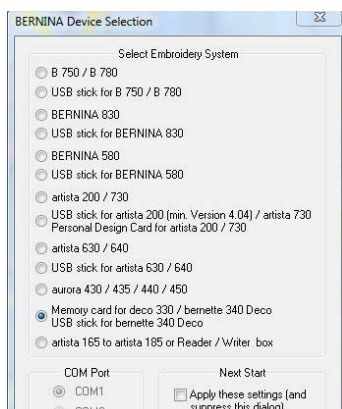 BERNINA Device Selection
Select Embroidery System
B 750 / B 780
USB stick for B 750 / B 780
BERNINA 830
USB stick for BERNINA 830
BERNINA 580
USB stick for BERNINA 580
artista 200 / 730
USB stick for artista 200 (min. Version 4.04) / artista 730
Personal Design Card for artista 200 / 730
artista 630 / 640
USB stick for artista 630 / 640
aurora 430 / 435 / 440 / 450
Memory card for deco 330 / bernette 340 Deco
USB stick for bernette 340 Deco
artista 165 to artista 185 or Reader / Writer box
COM Port
Next Start
COM1
Apply these settings (and
suppress this dialog)